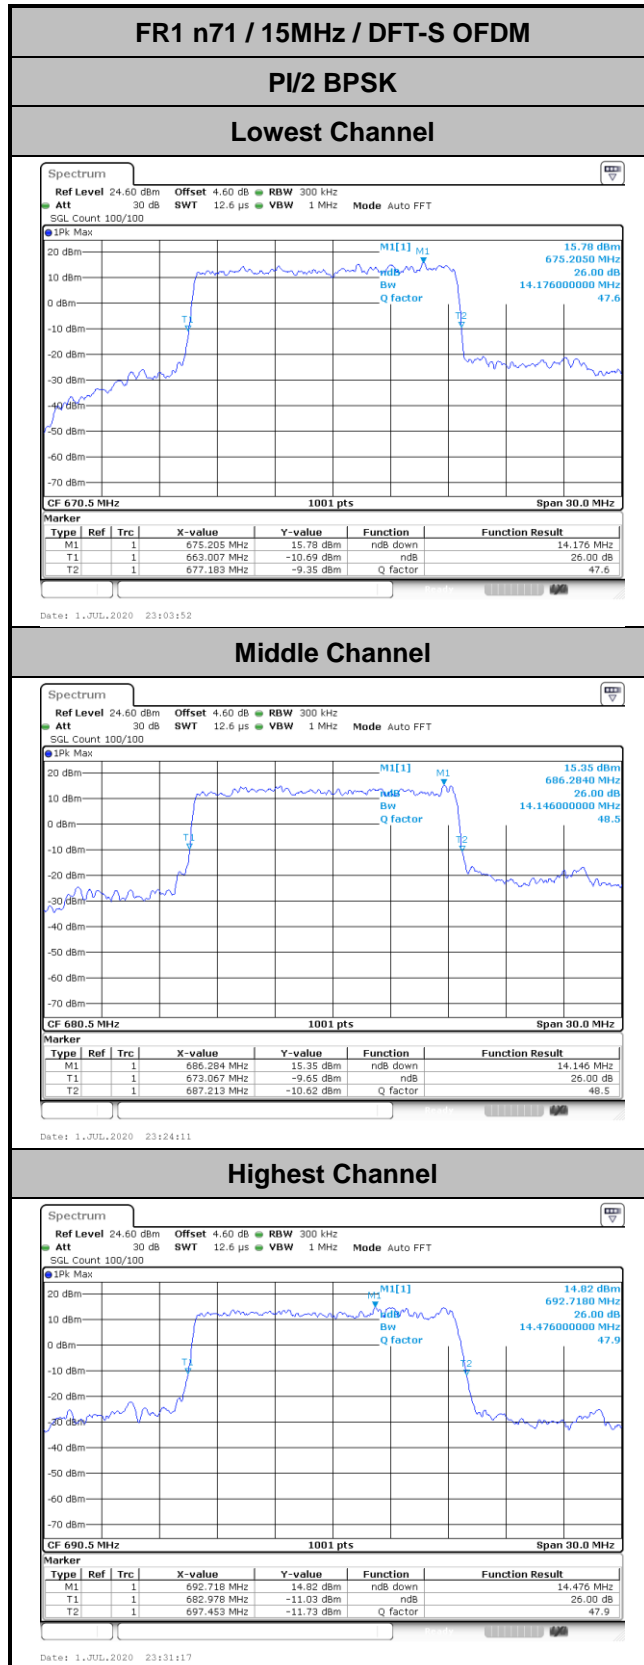 FR1 n71 / 15MHz / DFT-S OFDM
PI/2 BPSK
Lowest Channel
Spectrum
Ref Level 24.60 dBm Offset 4.60 dB RBW 300 kHz
Att 30 dB SWT 12.6 µs VBW 1 MHz Mode Auto FFT
SGL Count 100/100
1Pk Max
M1[1] 15.78 dBm
675.2050 MHz
ndB 26.00 dB
Bw 14.176000000 MHz
Q factor 47.6
M1
T1
T2
20 dBm
10 dBm
0 dBm
-10 dBm
-20 dBm
-30 dBm
-40 dBm
-50 dBm
-60 dBm
-70 dBm
CF 670.5 MHz 1001 pts Span 30.0 MHz
Marker
Type Ref Trc X-value Y-value Function Function Result
M1 1 675.205 MHz 15.78 dBm ndB down 14.176 MHz
T1 1 663.007 MHz -10.69 dBm ndB 26.00 dB
T2 1 677.183 MHz -9.35 dBm Q factor 47.6
Ready
Date: 1.JUL.2020 23:03:52
Middle Channel
Spectrum
Ref Level 24.60 dBm Offset 4.60 dB RBW 300 kHz
Att 30 dB SWT 12.6 µs VBW 1 MHz Mode Auto FFT
SGL Count 100/100
1Pk Max
M1[1] 15.35 dBm
686.2840 MHz
ndB 26.00 dB
Bw 14.146000000 MHz
Q factor 48.5
M1
T1
T2
20 dBm
10 dBm
0 dBm
-10 dBm
-20 dBm
-30 dBm
-40 dBm
-50 dBm
-60 dBm
-70 dBm
CF 680.5 MHz 1001 pts Span 30.0 MHz
Marker
Type Ref Trc X-value Y-value Function Function Result
M1 1 686.284 MHz 15.35 dBm ndB down 14.146 MHz
T1 1 673.067 MHz -9.65 dBm ndB 26.00 dB
T2 1 687.213 MHz -10.62 dBm Q factor 48.5
Ready
Date: 1.JUL.2020 23:24:11
Highest Channel
Spectrum
Ref Level 24.60 dBm Offset 4.60 dB RBW 300 kHz
Att 30 dB SWT 12.6 µs VBW 1 MHz Mode Auto FFT
SGL Count 100/100
1Pk Max
M1[1] 14.82 dBm
692.7180 MHz
ndB 26.00 dB
Bw 14.476000000 MHz
Q factor 47.9
M1
T1
T2
20 dBm
10 dBm
0 dBm
-10 dBm
-20 dBm
-30 dBm
-40 dBm
-50 dBm
-60 dBm
-70 dBm
CF 690.5 MHz 1001 pts Span 30.0 MHz
Marker
Type Ref Trc X-value Y-value Function Function Result
M1 1 692.718 MHz 14.82 dBm ndB down 14.476 MHz
T1 1 682.978 MHz -11.03 dBm ndB 26.00 dB
T2 1 697.453 MHz -11.73 dBm Q factor 47.9
Ready
Date: 1.JUL.2020 23:31:17